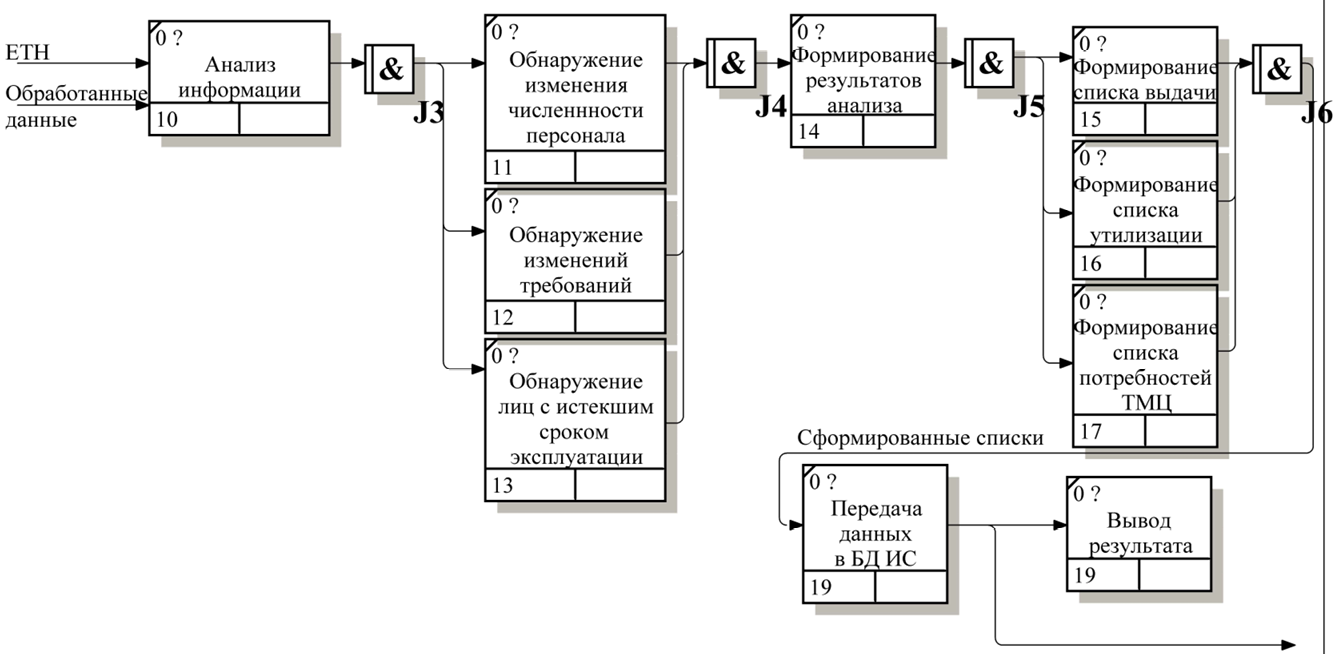 ЕТН
Обработанные
данные
0 ?
Анализ
информации
10
&
J3
0 ?
Обнаружение
изменения
численнности
персонала
11
0 ?
Обнаружение
изменений
требований
12
0 ?
Обнаружение
лиц с истекшим
сроком
эксплуатации
13
&
J4
0 ?
Формирование
результатов
анализа
14
&
J5
0 ?
Формирование
списка выдачи
15
0 ?
Формирование
списка
утилизации
16
0 ?
Формирование
списка
потребностей
ТМЦ
17
&
J6
Сформированные списки
0 ?
Передача
данных
в БД ИС
19
0 ?
Вывод
результата
19